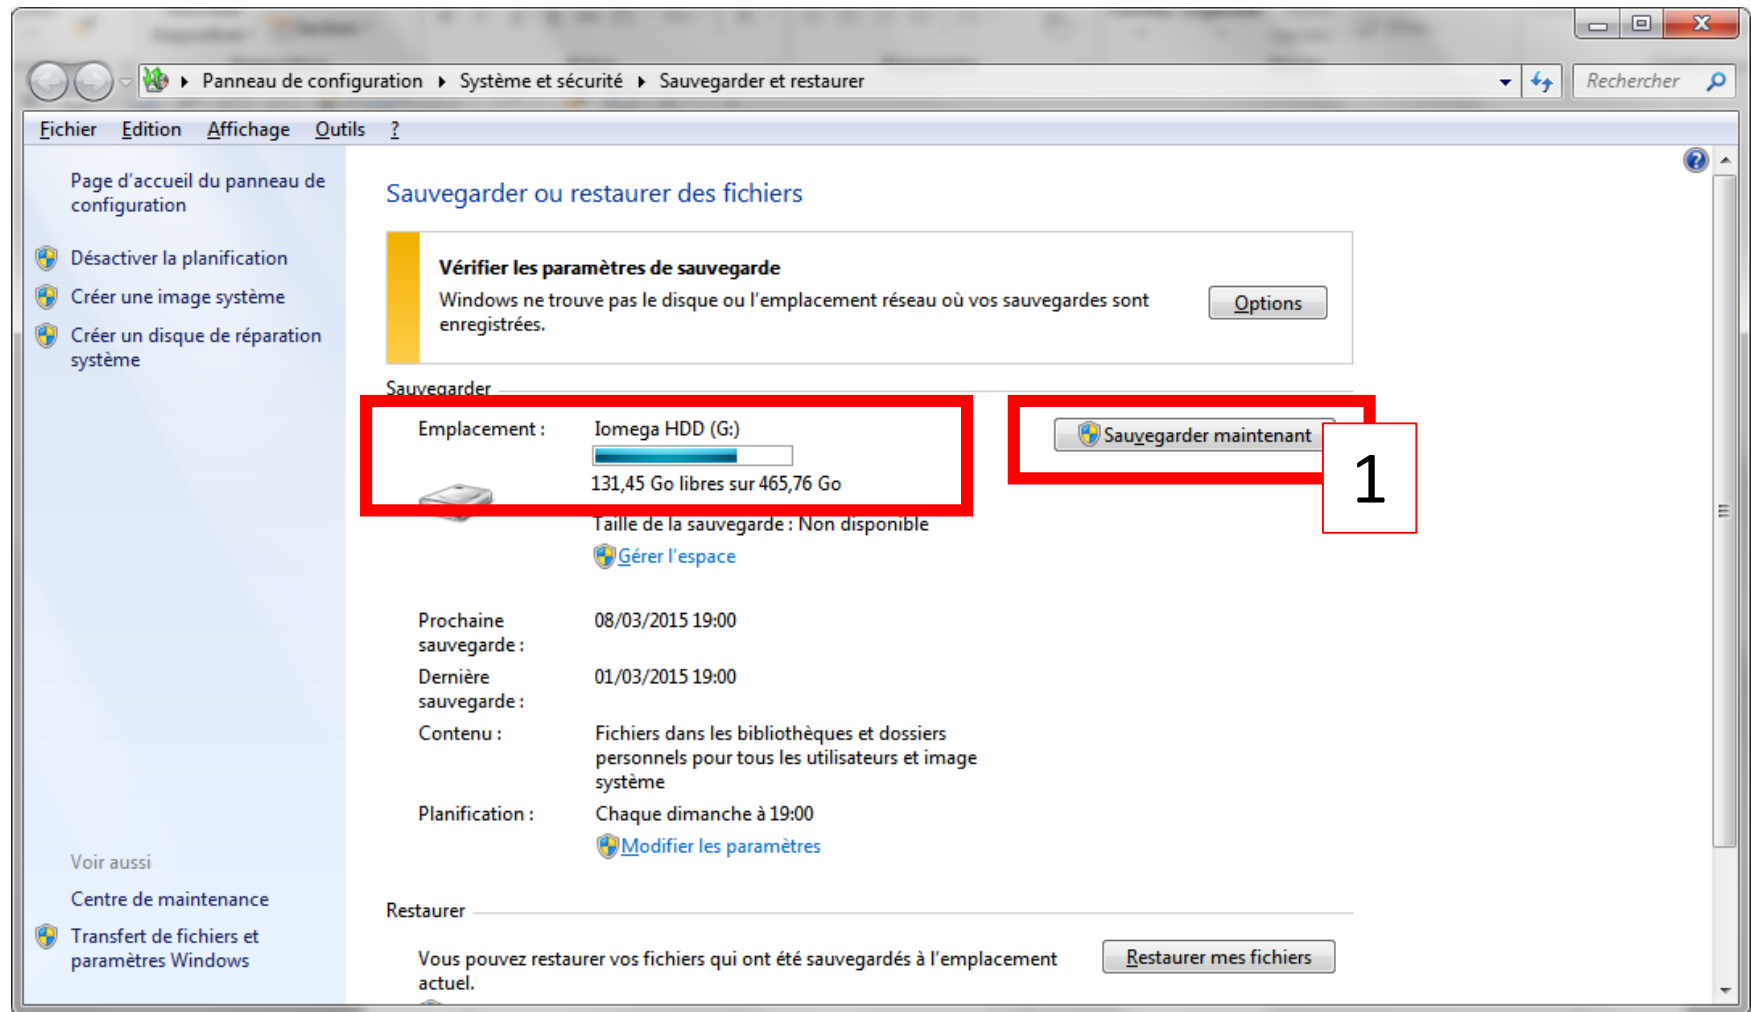 Panneau de configuration Système et sécurité Sauvegarder et restaurer
Rechercher
Fichier Edition Affichage Outils ?
Page d'accueil du panneau de
configuration
Désactiver la planification
Créer une image système
Créer un disque de réparation
système
Voir aussi
Centre de maintenance
Transfert de fichiers et
paramètres Windows
Sauvegarder ou restaurer des fichiers
Vérifier les paramètres de sauvegarde
Windows ne trouve pas le disque ou l'emplacement réseau où vos sauvegardes sont
enregistrées.
Options
Sauvegarder
Emplacement : Iomega HDD (G:)
131,45 Go libres sur 465,76 Go
Sauvegarder maintenant
1
Taille de la sauvegarde : Non disponible
Gérer l'espace
Prochaine 08/03/2015 19:00
sauvegarde :
Dernière 01/03/2015 19:00
sauvegarde :
Contenu : Fichiers dans les bibliothèques et dossiers
personnels pour tous les utilisateurs et image
système
Planification : Chaque dimanche à 19:00
Modifier les paramètres
Restaurer
Vous pouvez restaurer vos fichiers qui ont été sauvegardés à l'emplacement
actuel.
Restaurer mes fichiers